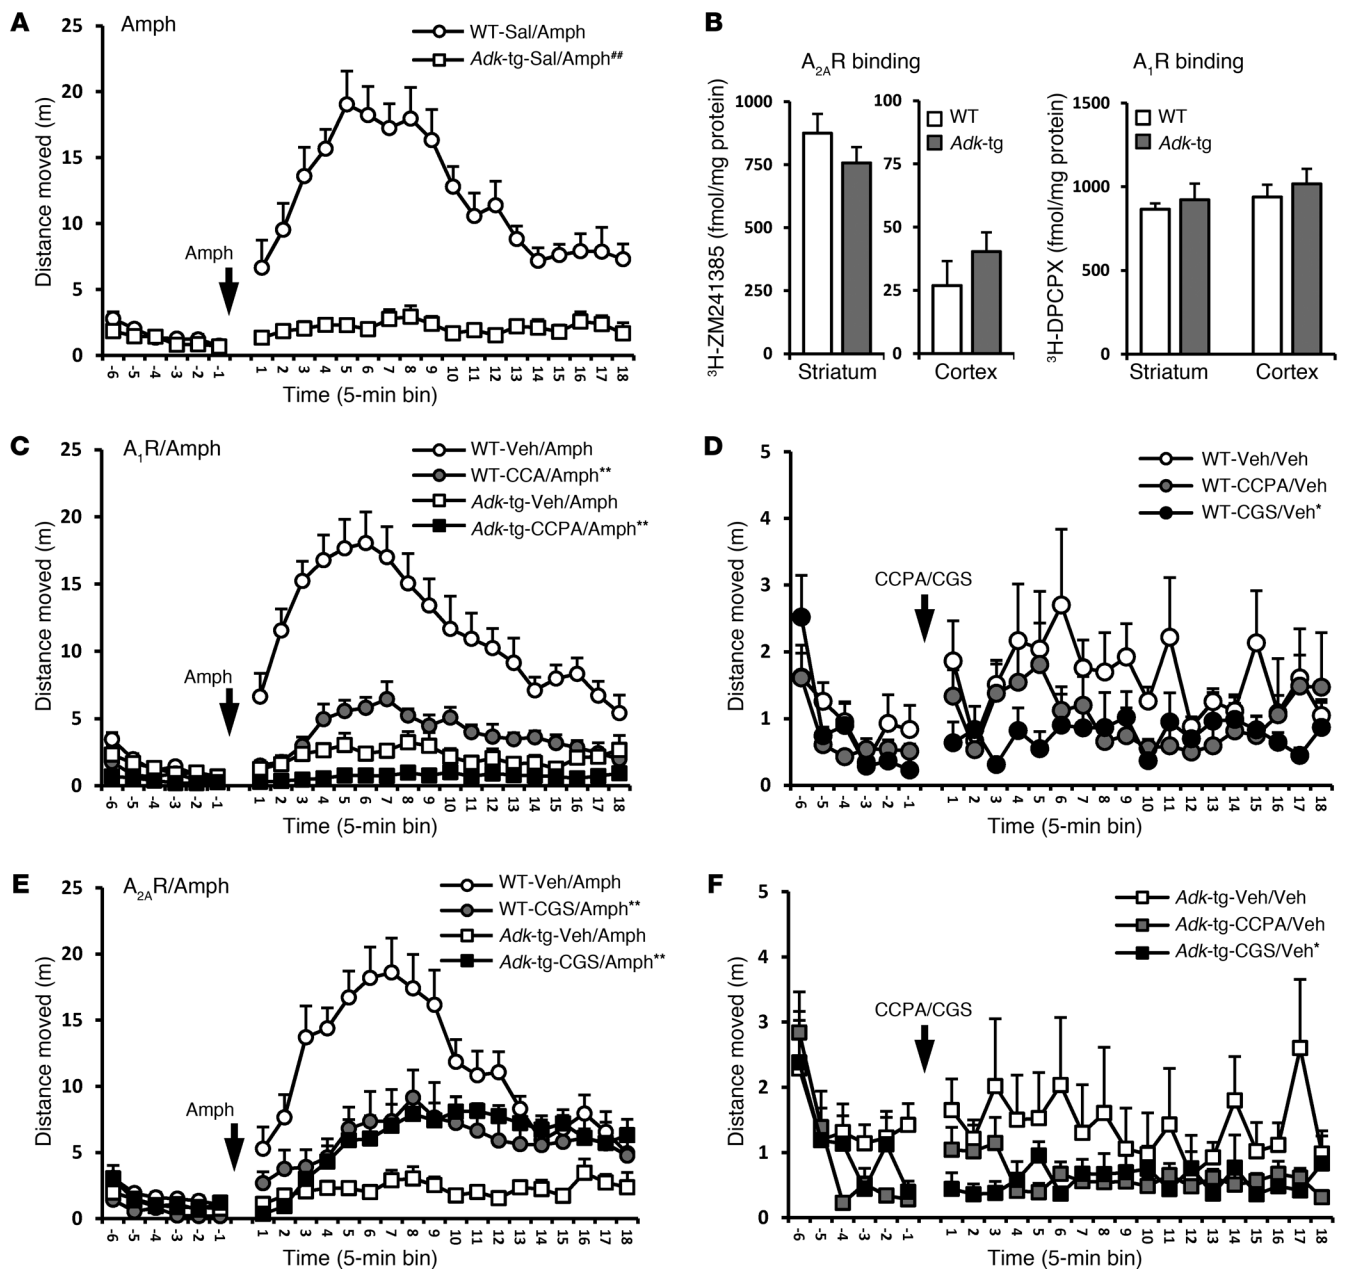 A
Amph
WT-Sal/Amph
Adk-tg-Sal/Amph##
Distance moved (m)
25
20
15
10
5
0
Amph
-6 -5 -4 -3 -2 -1 1 2 3 4 5 6 7 8 9 10 11 12 13 14 15 16 17 18
Time (5-min bin)
B
A2AR binding
³H-ZM241385 (fmol/mg protein)
1000
750
500
250
0
Striatum
100
75
50
25
0
WT
Adk-tg
Cortex
A1R binding
³H-DPCPX (fmol/mg protein)
1500
1000
500
0
WT
Adk-tg
Striatum Cortex
C
A1R/Amph
WT-Veh/Amph
WT-CCA/Amph**
Adk-tg-Veh/Amph
Adk-tg-CCPA/Amph**
Distance moved (m)
25
20
15
10
5
0
Amph
-6 -5 -4 -3 -2 -1 1 2 3 4 5 6 7 8 9 10 11 12 13 14 15 16 17 18
Time (5-min bin)
D
WT-Veh/Veh
WT-CCPA/Veh
WT-CGS/Veh*
Distance moved (m)
5
4
3
2
1
0
CCPA/CGS
-6 -5 -4 -3 -2 -1 1 2 3 4 5 6 7 8 9 10 11 12 13 14 15 16 17 18
Time (5-min bin)
E
A2AR/Amph
WT-Veh/Amph
WT-CGS/Amph**
Adk-tg-Veh/Amph
Adk-tg-CGS/Amph**
Distance moved (m)
25
20
15
10
5
0
Amph
-6 -5 -4 -3 -2 -1 1 2 3 4 5 6 7 8 9 10 11 12 13 14 15 16 17 18
Time (5-min bin)
F
Adk-tg-Veh/Veh
Adk-tg-CCPA/Veh
Adk-tg-CGS/Veh*
Distance moved (m)
5
4
3
2
1
0
CCPA/CGS
-6 -5 -4 -3 -2 -1 1 2 3 4 5 6 7 8 9 10 11 12 13 14 15 16 17 18
Time (5-min bin)